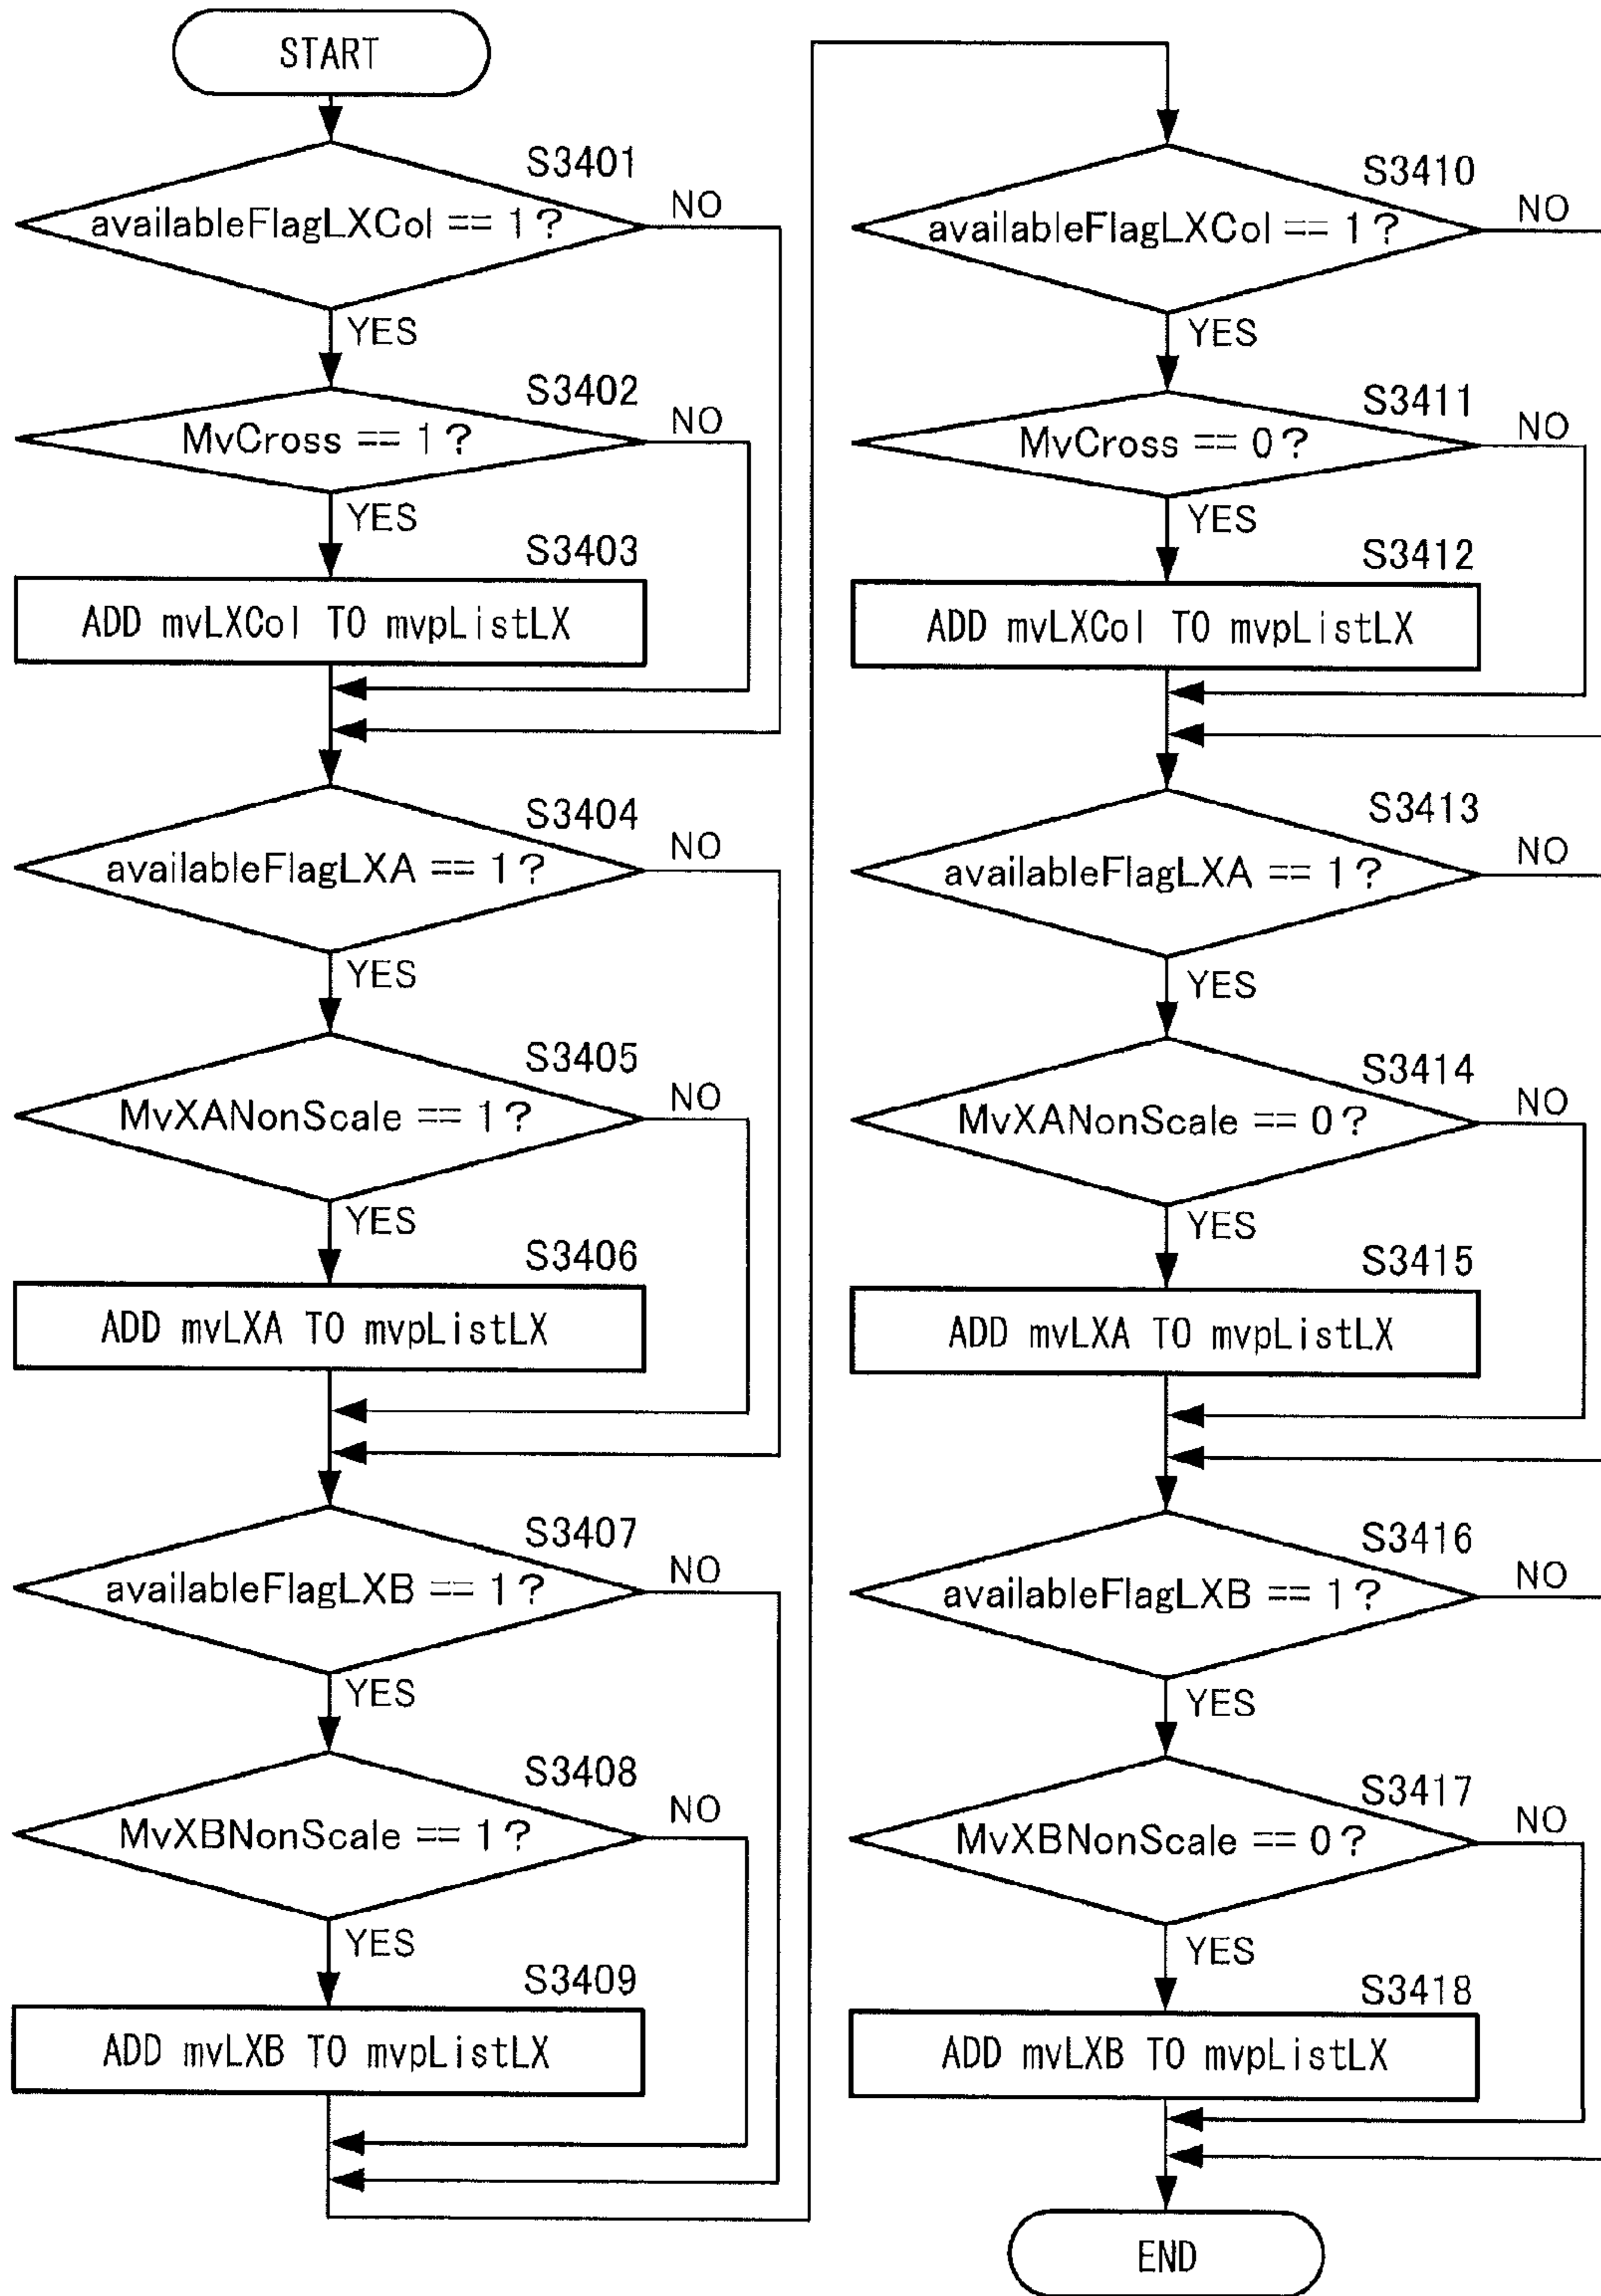 START
S3401
availableFlagLXCol == 1?
NO
YES
S3402
MvCross == 1?
NO
YES
S3403
ADD mvLXCol TO mvpListLX
S3404
availableFlagLXA == 1?
NO
YES
S3405
MvXANonScale == 1?
NO
YES
S3406
ADD mvLXA TO mvpListLX
S3407
availableFlagLXB == 1?
NO
YES
S3408
MvXBNonScale == 1?
NO
YES
S3409
ADD mvLXB TO mvpListLX
S3410
availableFlagLXCol == 1?
NO
YES
S3411
MvCross == 0?
NO
YES
S3412
ADD mvLXCol TO mvpListLX
S3413
availableFlagLXA == 1?
NO
YES
S3414
MvXANonScale == 0?
NO
YES
S3415
ADD mvLXA TO mvpListLX
S3416
availableFlagLXB == 1?
NO
YES
S3417
MvXBNonScale == 0?
NO
YES
S3418
ADD mvLXB TO mvpListLX
END